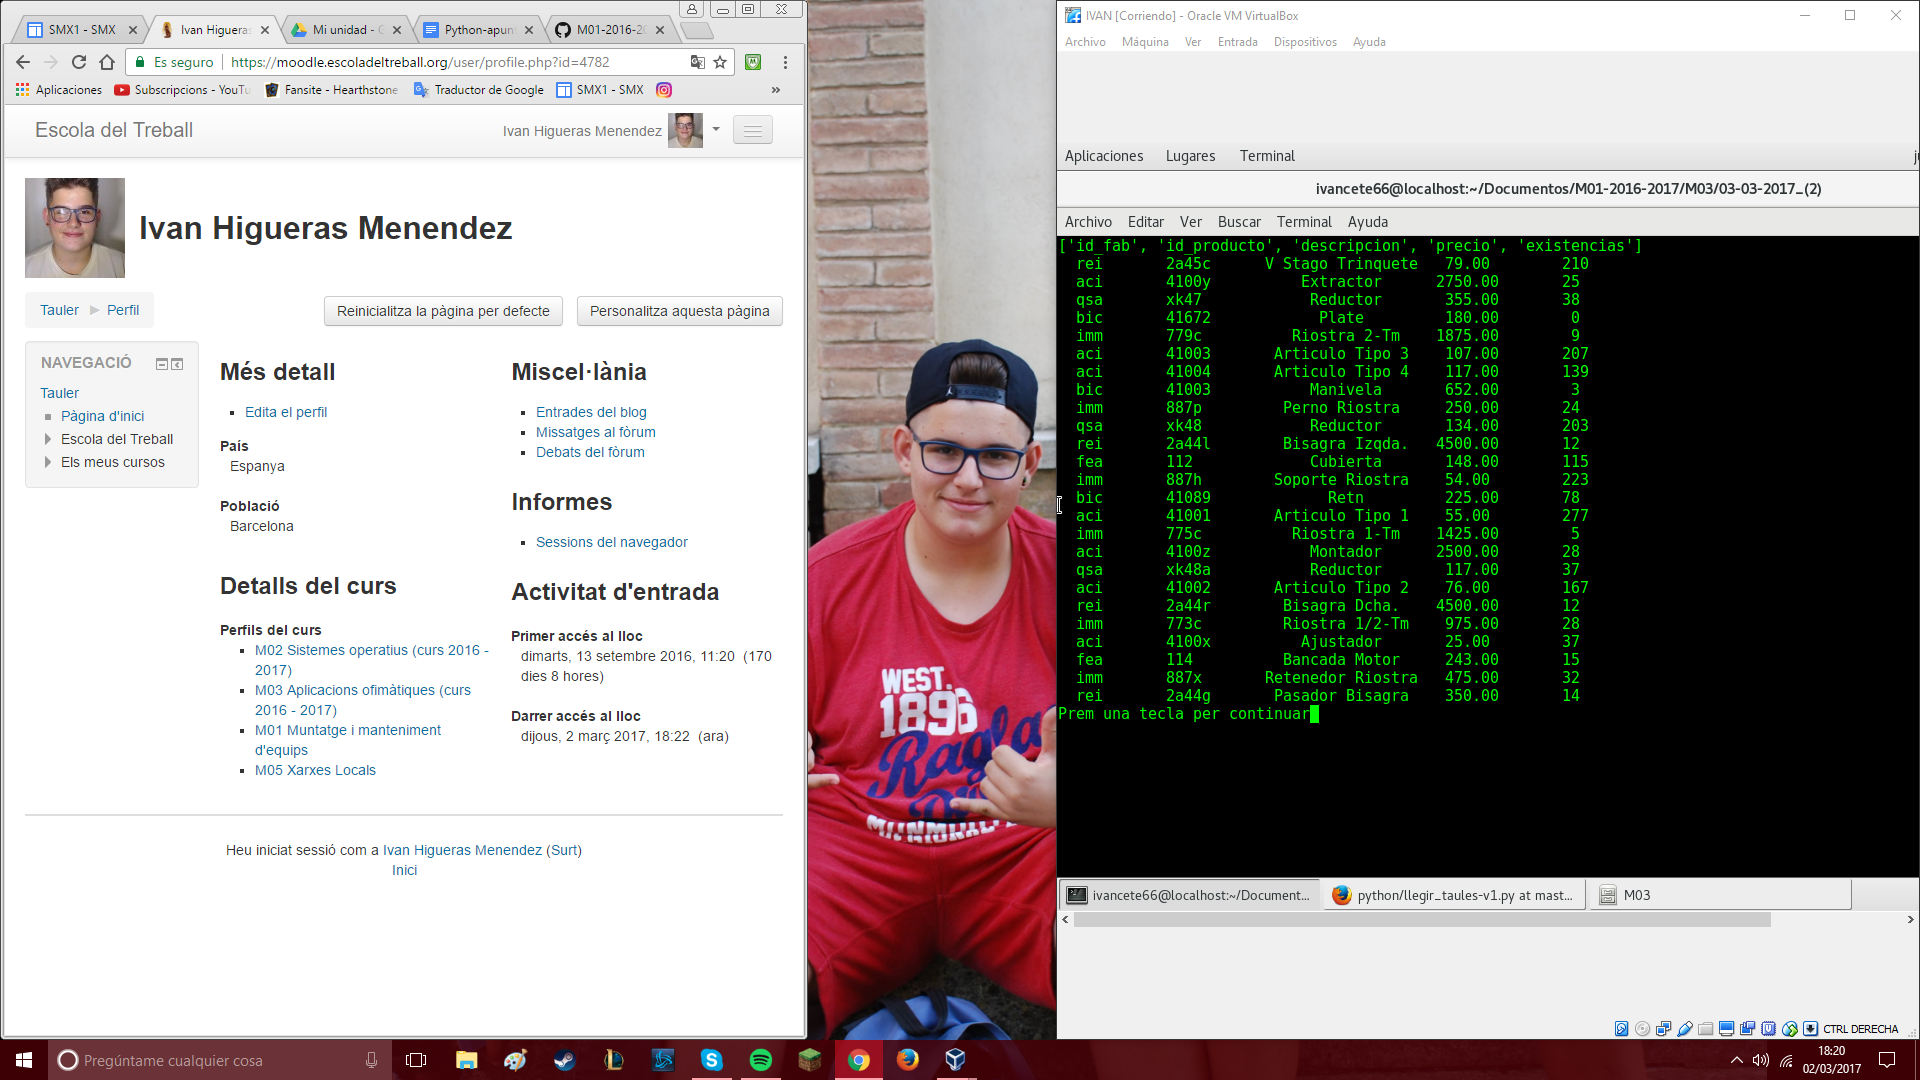 SMX1 - SMX
Ivan Higueras
Mi unidad - G
Python-apunt
M01-2016-20
Es seguro
https://moodle.escoladeltreball.org/user/profile.php?id=4782
Aplicaciones
Subscripcions - YouTu
Fansite - Hearthstone
Traductor de Google
SMX1 - SMX
»
Escola del Treball
Ivan Higueras Menendez
Ivan Higueras Menendez
Tauler
Perfil
Reinicialitza la pàgina per defecte
Personalitza aquesta pàgina
NAVEGACIÓ
Tauler
Pàgina d'inici
Escola del Treball
Els meus cursos
Més detall
Edita el perfil
País
Espanya
Població
Barcelona
Detalls del curs
Perfils del curs
M02 Sistemes operatius (curs 2016 -
2017)
M03 Aplicacions ofimàtiques (curs
2016 - 2017)
M01 Muntatge i manteniment
d'equips
M05 Xarxes Locals
Miscel·lània
Entrades del blog
Missatges al fòrum
Debats del fòrum
Informes
Sessions del navegador
Activitat d'entrada
Primer accés al lloc
dimarts, 13 setembre 2016, 11:20 (170
dies 8 hores)
Darrer accés al lloc
dijous, 2 març 2017, 18:22 (ara)
Heu iniciat sessió com a Ivan Higueras Menendez (Surt)
Inici
WEST.
1896
IVAN [Corriendo] - Oracle VM VirtualBox
Archivo Máquina Ver Entrada Dispositivos Ayuda
Aplicaciones Lugares Terminal
ivancete66@localhost:~/Documentos/M01-2016-2017/M03/03-03-2017_(2)
Archivo Editar Ver Buscar Terminal Ayuda
['id_fab', 'id_producto', 'descripcion', 'precio', 'existencias']
rei 2a45c V Stago Trinquete 79.00 210
aci 4100y Extractor 2750.00 25
qsa xk47 Reductor 355.00 38
bic 41672 Plate 180.00 0
imm 779c Riostra 2-Tm 1875.00 9
aci 41003 Articulo Tipo 3 107.00 207
aci 41004 Articulo Tipo 4 117.00 139
bic 41003 Manivela 652.00 3
imm 887p Perno Riostra 250.00 24
qsa xk48 Reductor 134.00 203
rei 2a44l Bisagra Izqda. 4500.00 12
fea 112 Cubierta 148.00 115
imm 887h Soporte Riostra 54.00 223
bic 41089 Retn 225.00 78
aci 41001 Articulo Tipo 1 55.00 277
imm 775c Riostra 1-Tm 1425.00 5
aci 4100z Montador 2500.00 28
qsa xk48a Reductor 117.00 37
aci 41002 Articulo Tipo 2 76.00 167
rei 2a44r Bisagra Dcha. 4500.00 12
imm 773c Riostra 1/2-Tm 975.00 28
aci 4100x Ajustador 25.00 37
fea 114 Bancada Motor 243.00 15
imm 887x Retenedor Riostra 475.00 32
rei 2a44g Pasador Bisagra 350.00 14
Prem una tecla per continuar
ivancete66@localhost:~/Document...
python/llegir_taules-v1.py at mast...
M03
CTRL DERECHA
Pregúntame cualquier cosa
18:20
02/03/2017